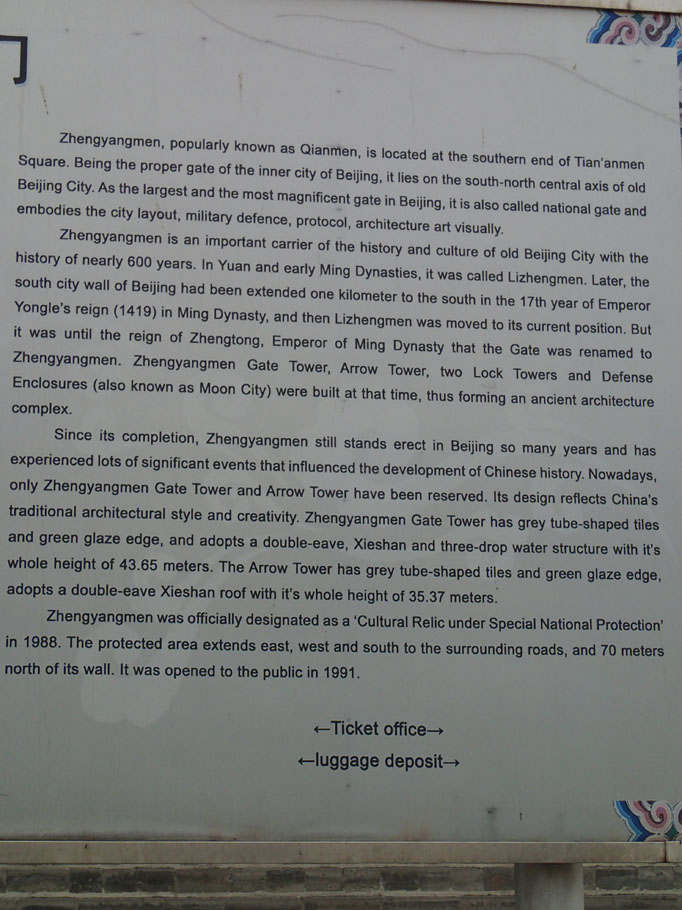 Zhengyangmen, popularly known as Qianmen, is located at the southern end of Tian'anmen
Square. Being the proper gate of the inner city of Beijing, it lies on the south-north central axis of old
Beijing City. As the largest and the most magnificent gate in Beijing, it is also called national gate and
embodies the city layout, military defence, protocol, architecture art visually.
Zhengyangmen is an important carrier of the history and culture of old Beijing City with the
history of nearly 600 years. In Yuan and early Ming Dynasties, it was called Lizhengmen. Later, the
south city wall of Beijing had been extended one kilometer to the south in the 17th year of Emperor
Yongle's reign (1419) in Ming Dynasty, and then Lizhengmen was moved to its current position. But
it was until the reign of Zhengtong, Emperor of Ming Dynasty that the Gate was renamed to
Zhengyangmen. Zhengyangmen Gate Tower, Arrow Tower, two Lock Towers and Defense
Enclosures (also known as Moon City) were built at that time, thus forming an ancient architecture
complex.
Since its completion, Zhengyangmen still stands erect in Beijing so many years and has
experienced lots of significant events that influenced the development of Chinese history. Nowadays,
only Zhengyangmen Gate Tower and Arrow Tower have been reserved. Its design reflects China's
traditional architectural style and creativity. Zhengyangmen Gate Tower has grey tube-shaped tiles
and green glaze edge, and adopts a double-eave, Xieshan and three-drop water structure with it's
whole height of 43.65 meters. The Arrow Tower has grey tube-shaped tiles and green glaze edge,
adopts a double-eave Xieshan roof with it's whole height of 35.37 meters.
Zhengyangmen was officially designated as a 'Cultural Relic under Special National Protection'
in 1988. The protected area extends east, west and south to the surrounding roads, and 70 meters
north of its wall. It was opened to the public in 1991.
←Ticket office→
←luggage deposit→